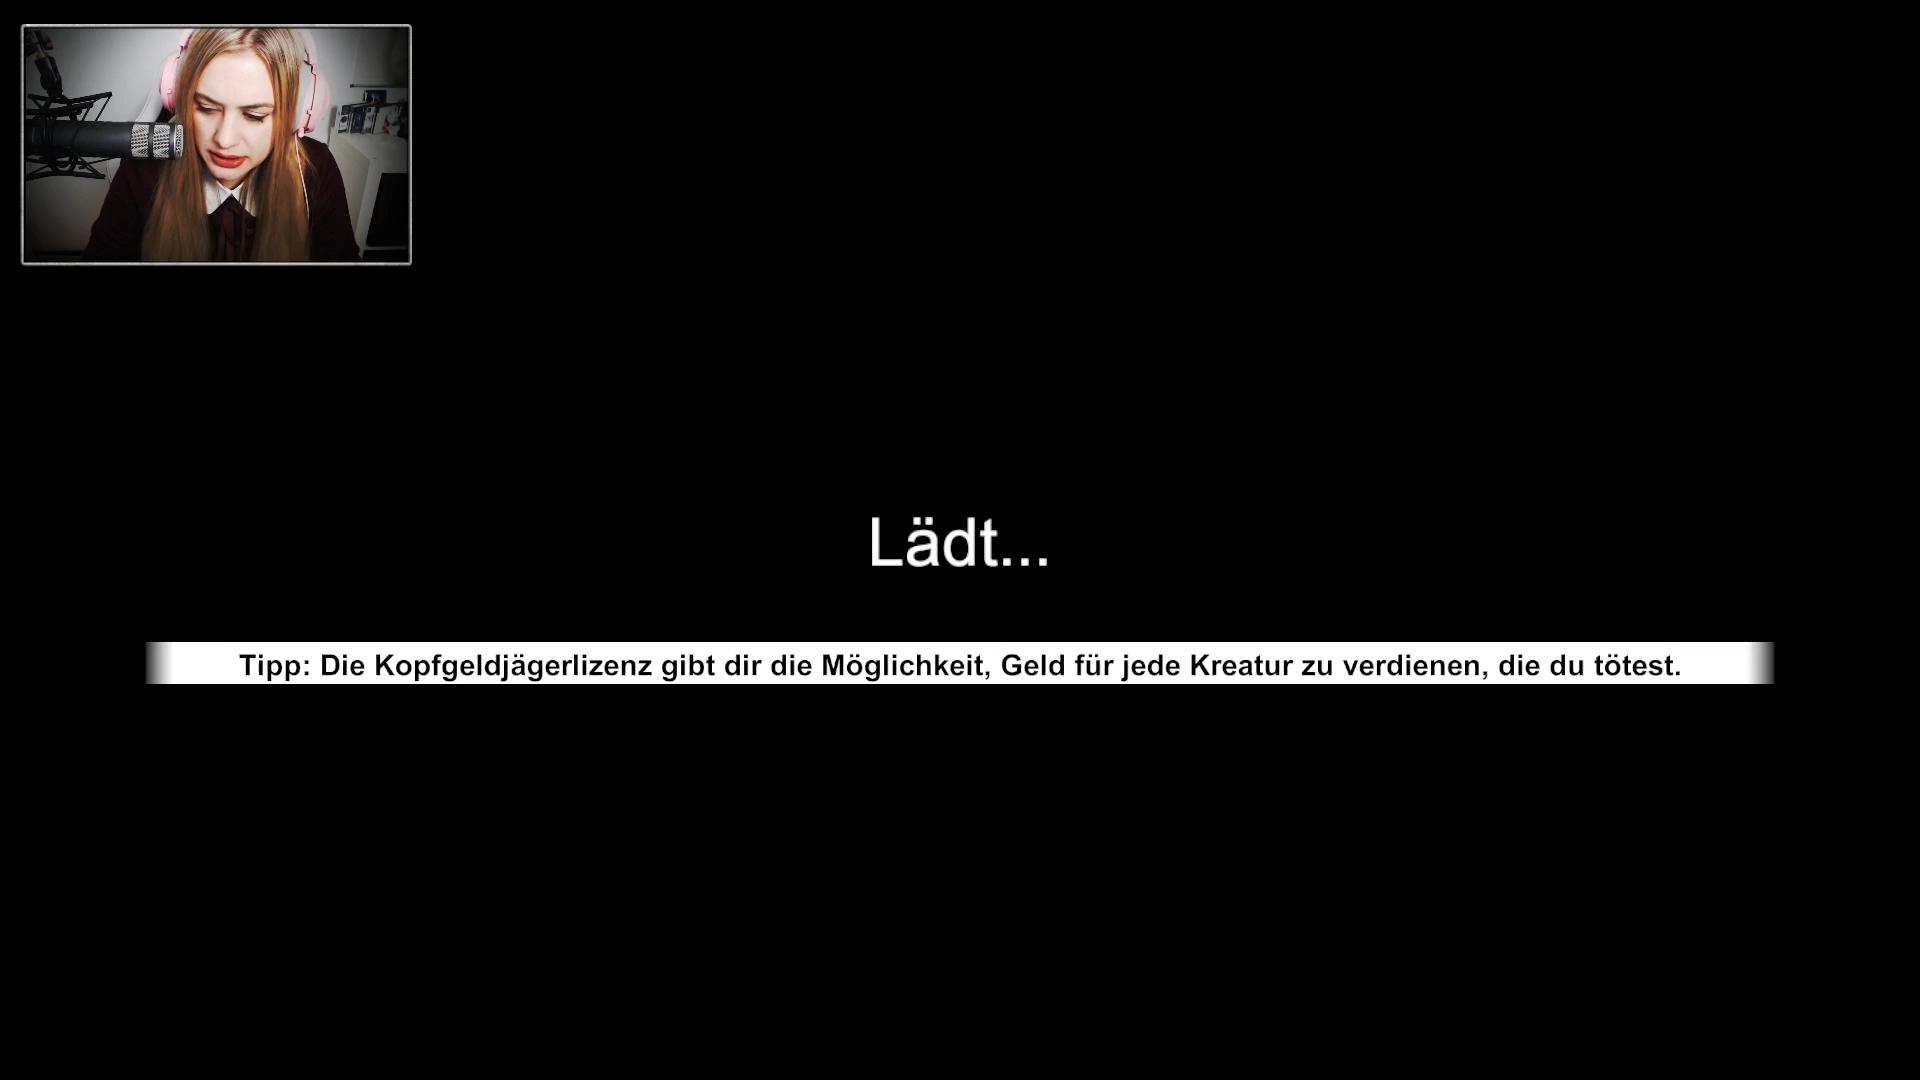 Lädt...
Tipp: Die Kopfgeldjägerlizenz gibt dir die Möglichkeit, Geld für jede Kreatur zu verdienen, die du tötest.